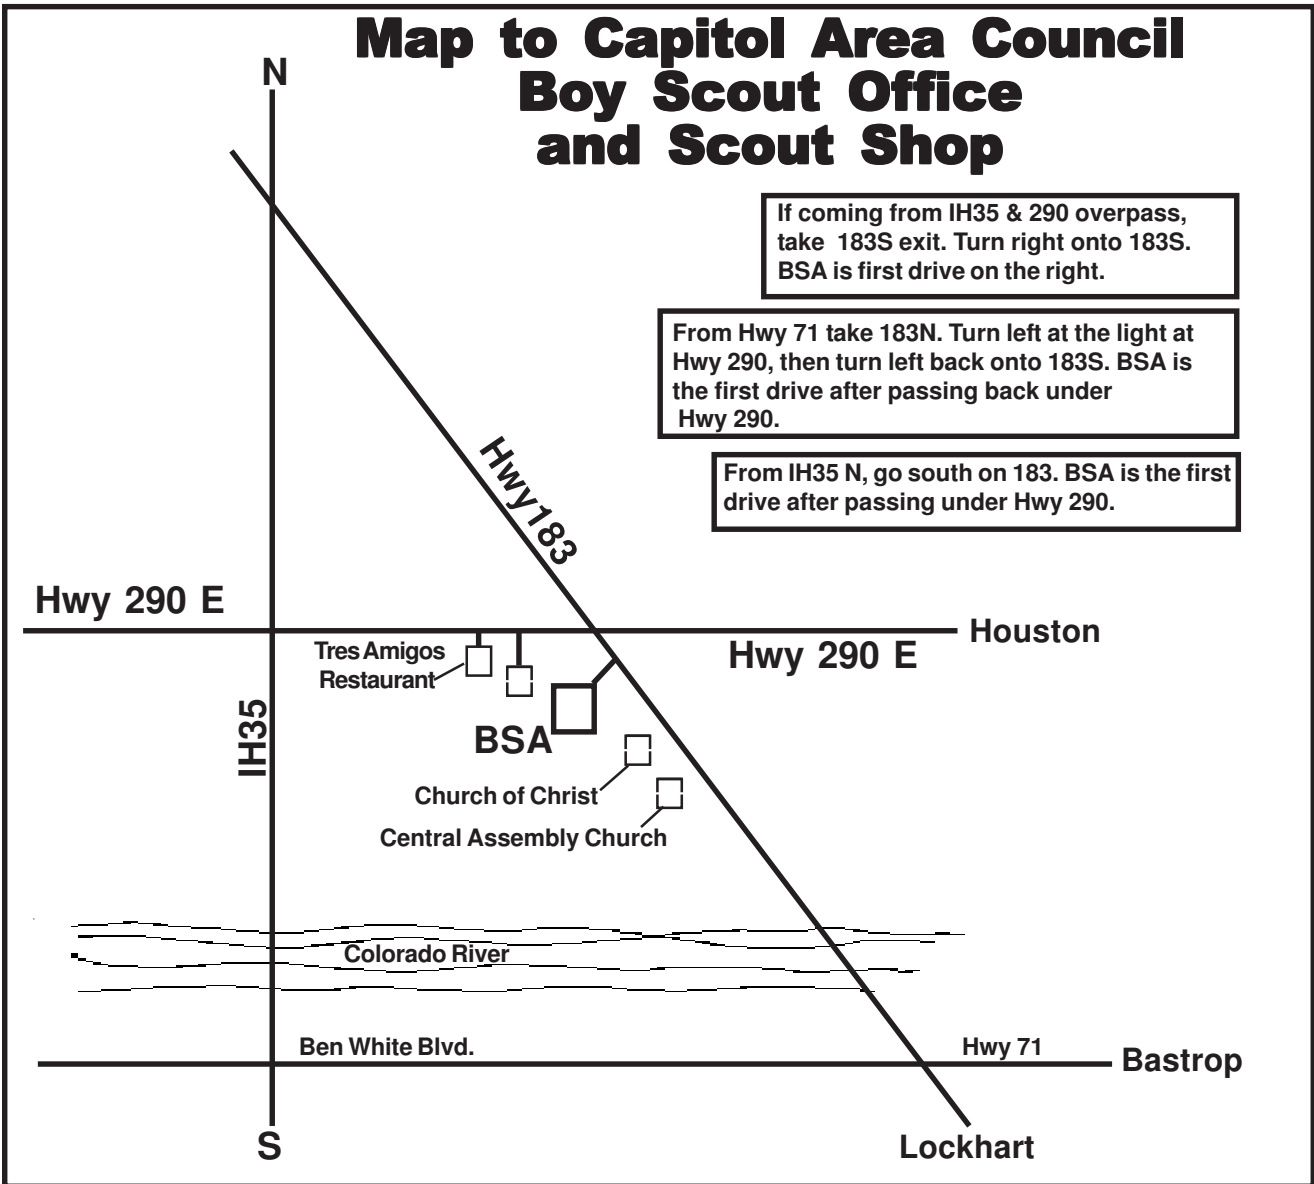 Map to Capitol Area Council
Boy Scout Office
and Scout Shop
N
If coming from IH35 & 290 overpass,
take 183S exit. Turn right onto 183S.
BSA is first drive on the right.
From Hwy 71 take 183N. Turn left at the light at
Hwy 290, then turn left back onto 183S. BSA is
the first drive after passing back under
Hwy 290.
From IH35 N, go south on 183. BSA is the first
drive after passing under Hwy 290.
Hwy183
Hwy 290 E
Houston
Hwy 290 E
Tres Amigos
Restaurant
IH35
BSA
Church of Christ
Central Assembly Church
Colorado River
Ben White Blvd.
Hwy 71
Bastrop
S
Lockhart